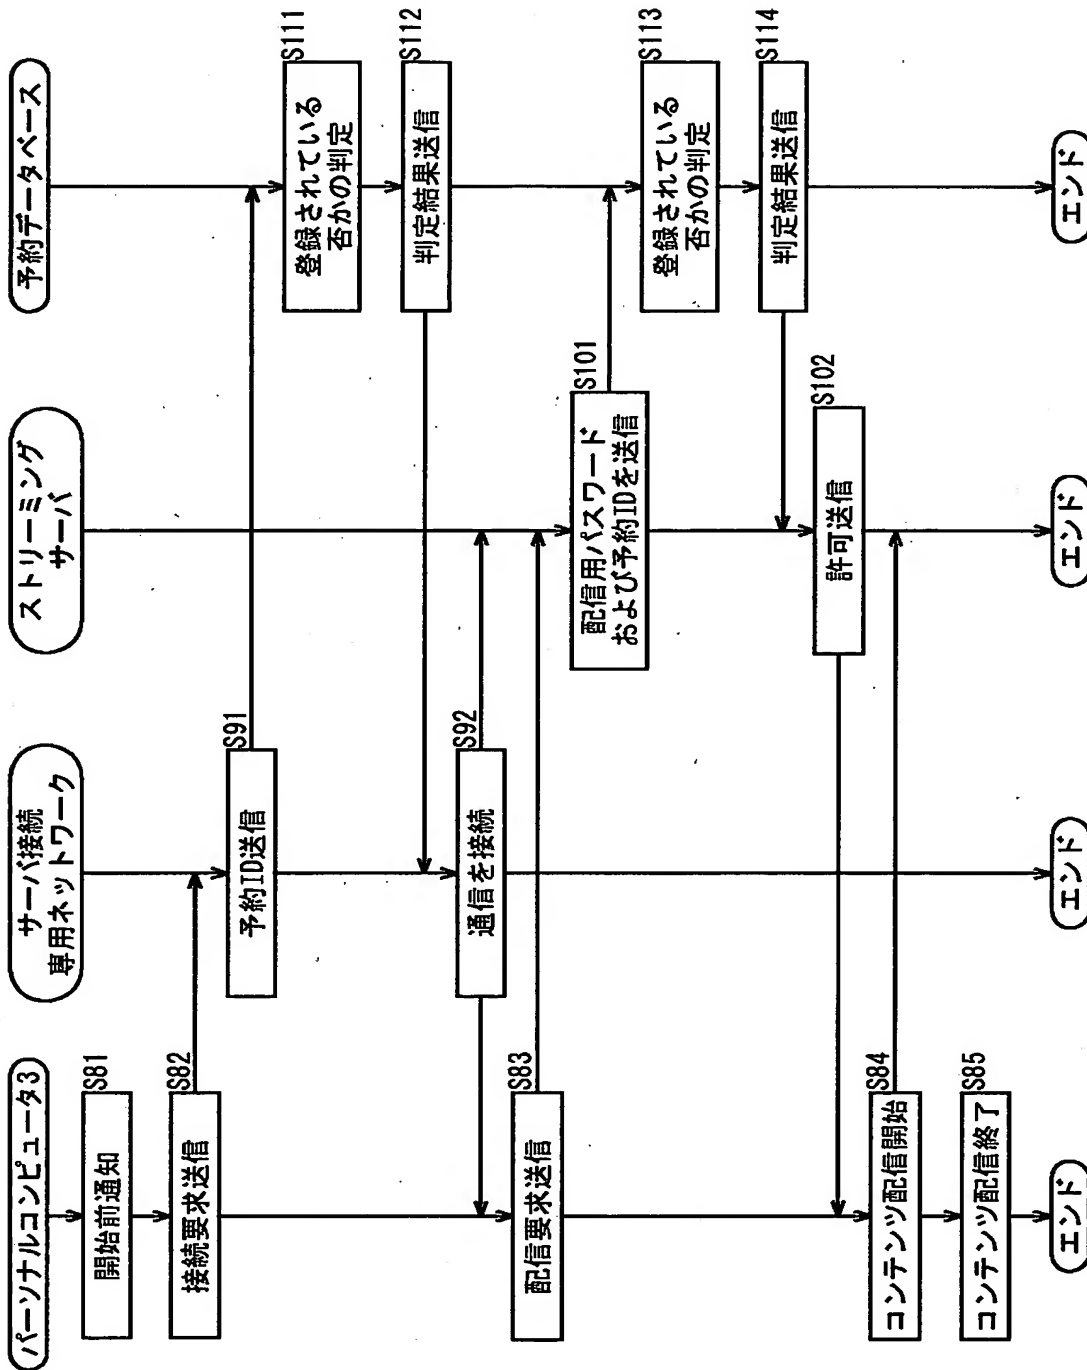 パーソナルコンピュータ3
開始前通知
S81
接続要求送信
S82
配信要求送信
S83
コンテンツ配信開始
S84
コンテンツ配信終了
S85
エンド
サーバ接続
専用ネットワーク
予約ID送信
S91
通信を接続
S92
エンド
ストリーミング
サーバ
配信用パスワード
および予約IDを送信
S101
許可送信
S102
エンド
予約データベース
登録されている
否かの判定
S111
判定結果送信
S112
登録されている
否かの判定
S113
判定結果送信
S114
エンド